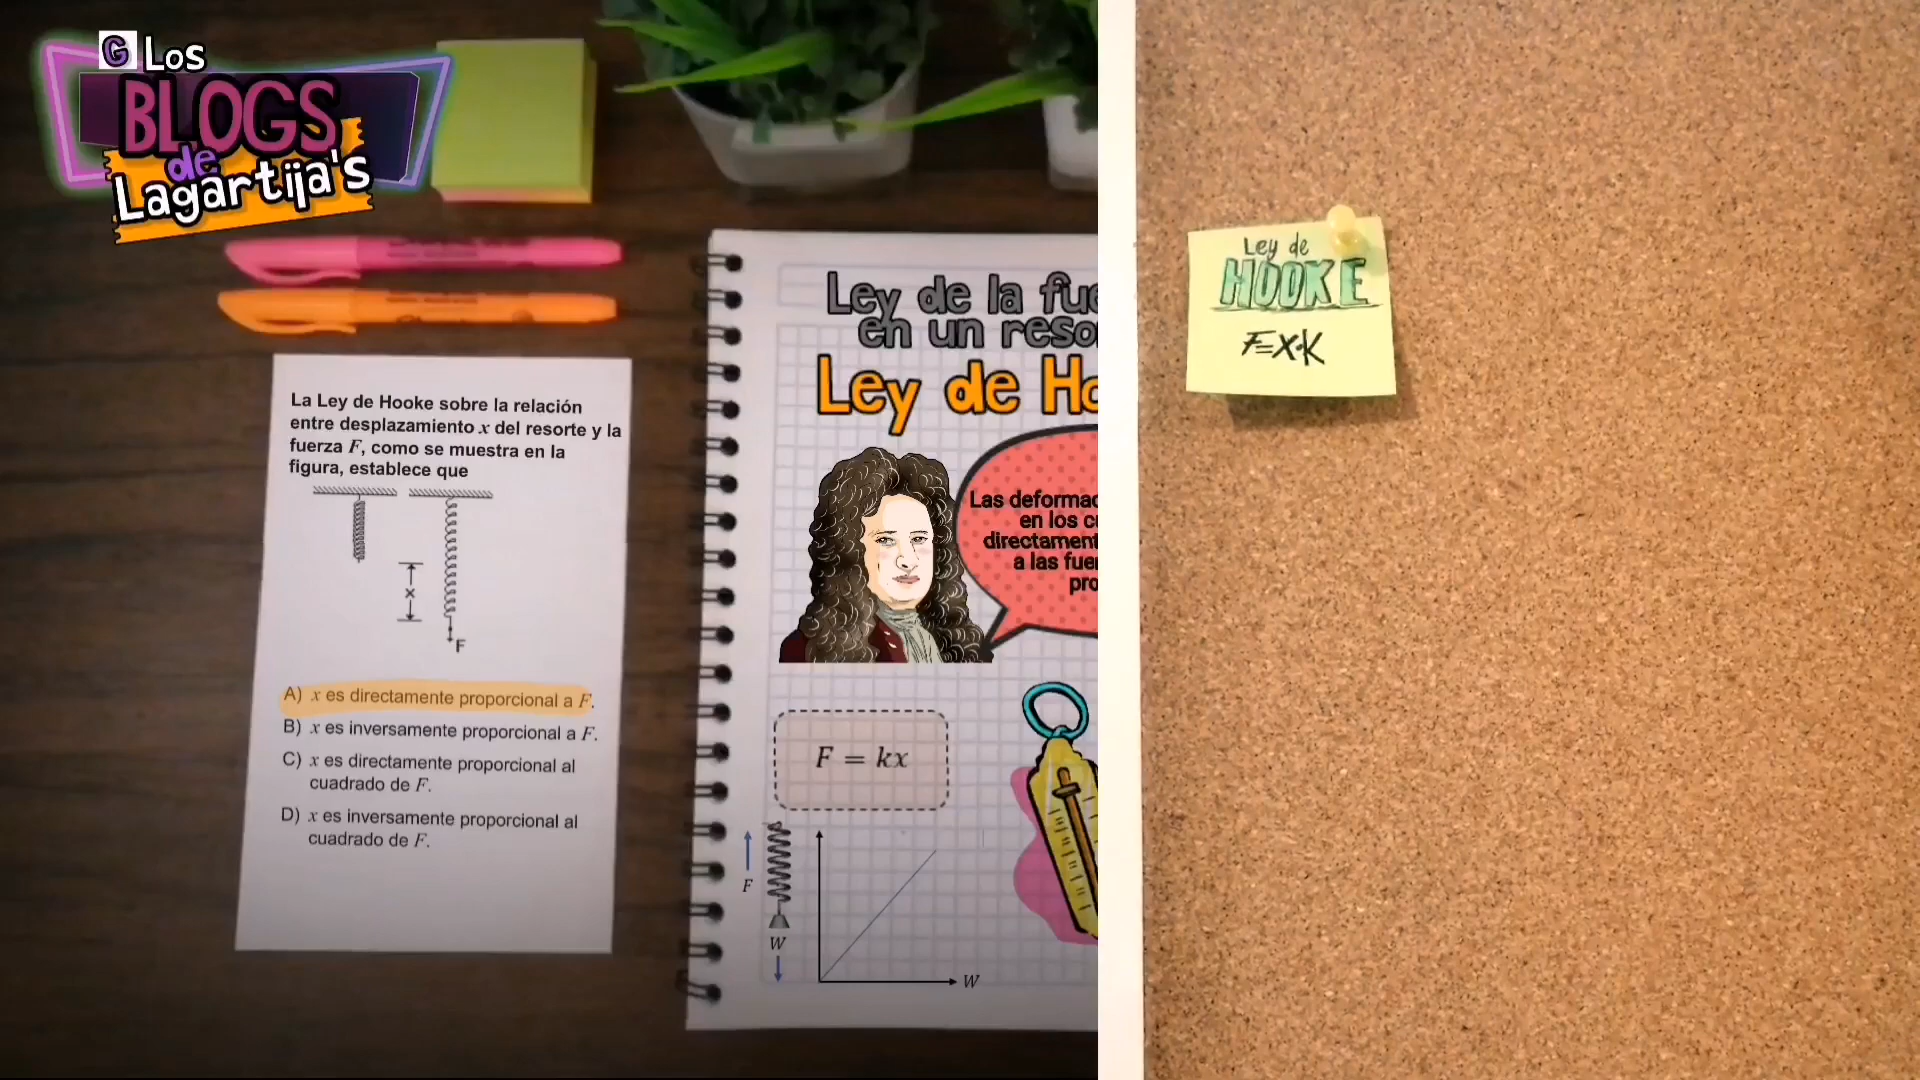 G Los
BLOGS
de
Lagartija's
La Ley de Hooke sobre la relación
entre desplazamiento x del resorte y la
fuerza F, como se muestra en la
figura, establece que
x
F
A) x es directamente proporcional a F.
B) x es inversamente proporcional a F.
C) x es directamente proporcional al
cuadrado de F.
D) x es inversamente proporcional al
cuadrado de F.
Ley de la fue
en un reso
Ley de Ho
Las deformac
en los c
directament
a las fue
pro
F = kx
F
W
W
Ley de
HOOKE
F=X·K